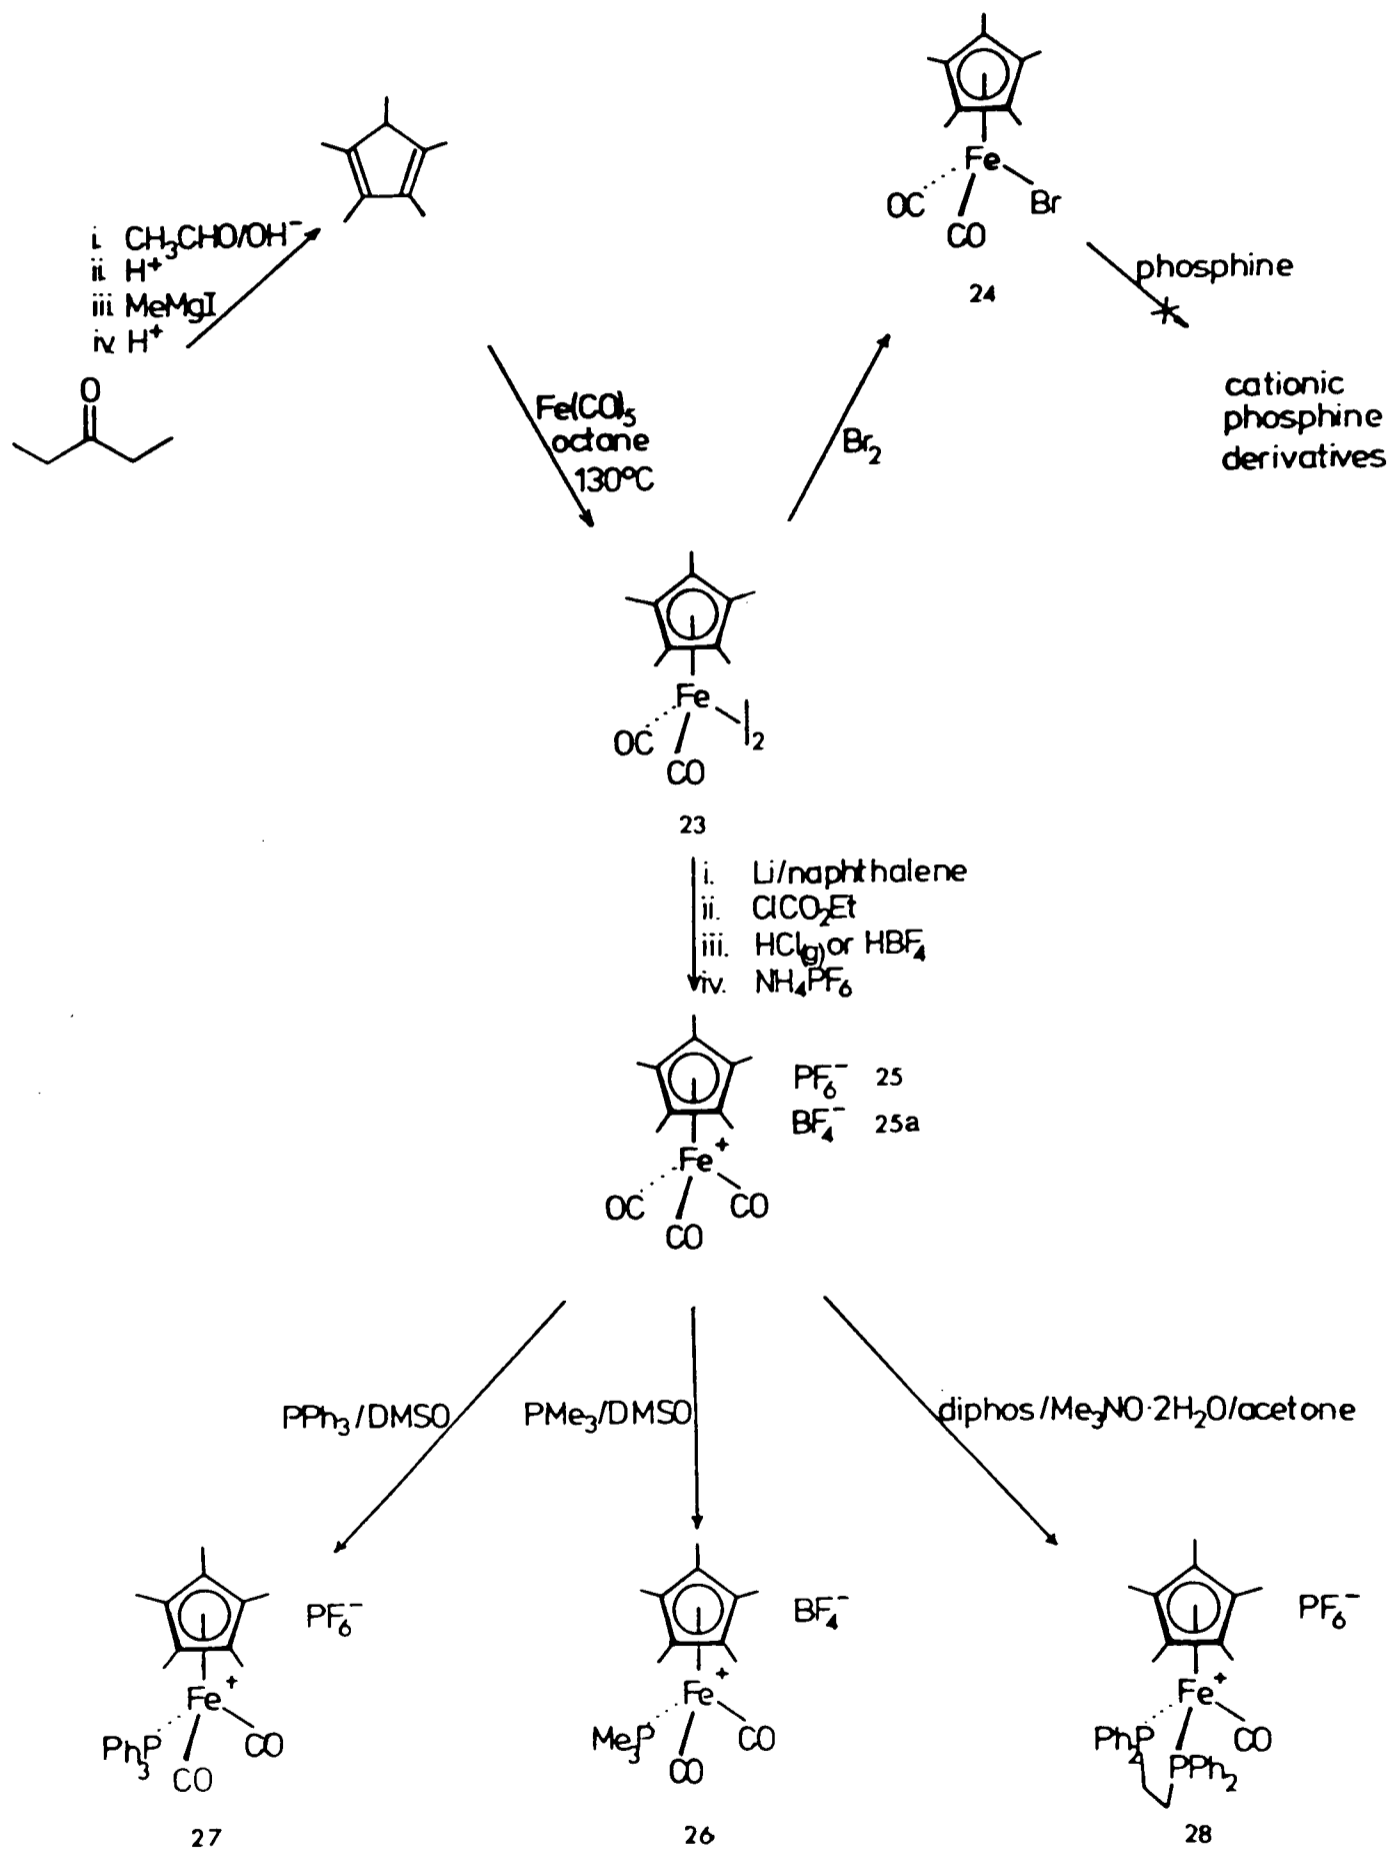 i. CH₃CHO/OH⁻
ii. H⁺
iii MeMgI
iv. H⁺
O
Fe
OC
CO
Br
24
phosphine
cationic
phosphine
derivatives
Fe(CO)₅
octane
130°C
Br₂
Fe
OC
CO
2
23
i. Li/naphthalene
ii. ClCO₂Et
iii. HCl(g) or HBF₄
iv. NH₄PF₆
PF₆⁻ 25
BF₄⁻ 25a
Fe⁺
OC
CO
CO
PPh₃/DMSO
PMe₃/DMSO
diphos/Me₃NO·2H₂O/acetone
PF₆⁻
Fe⁺
Ph₃P
CO
CO
27
BF₄⁻
Fe⁺
Me₃P
CO
CO
26
PF₆⁻
Fe⁺
Ph₂P
PPh₂
CO
28